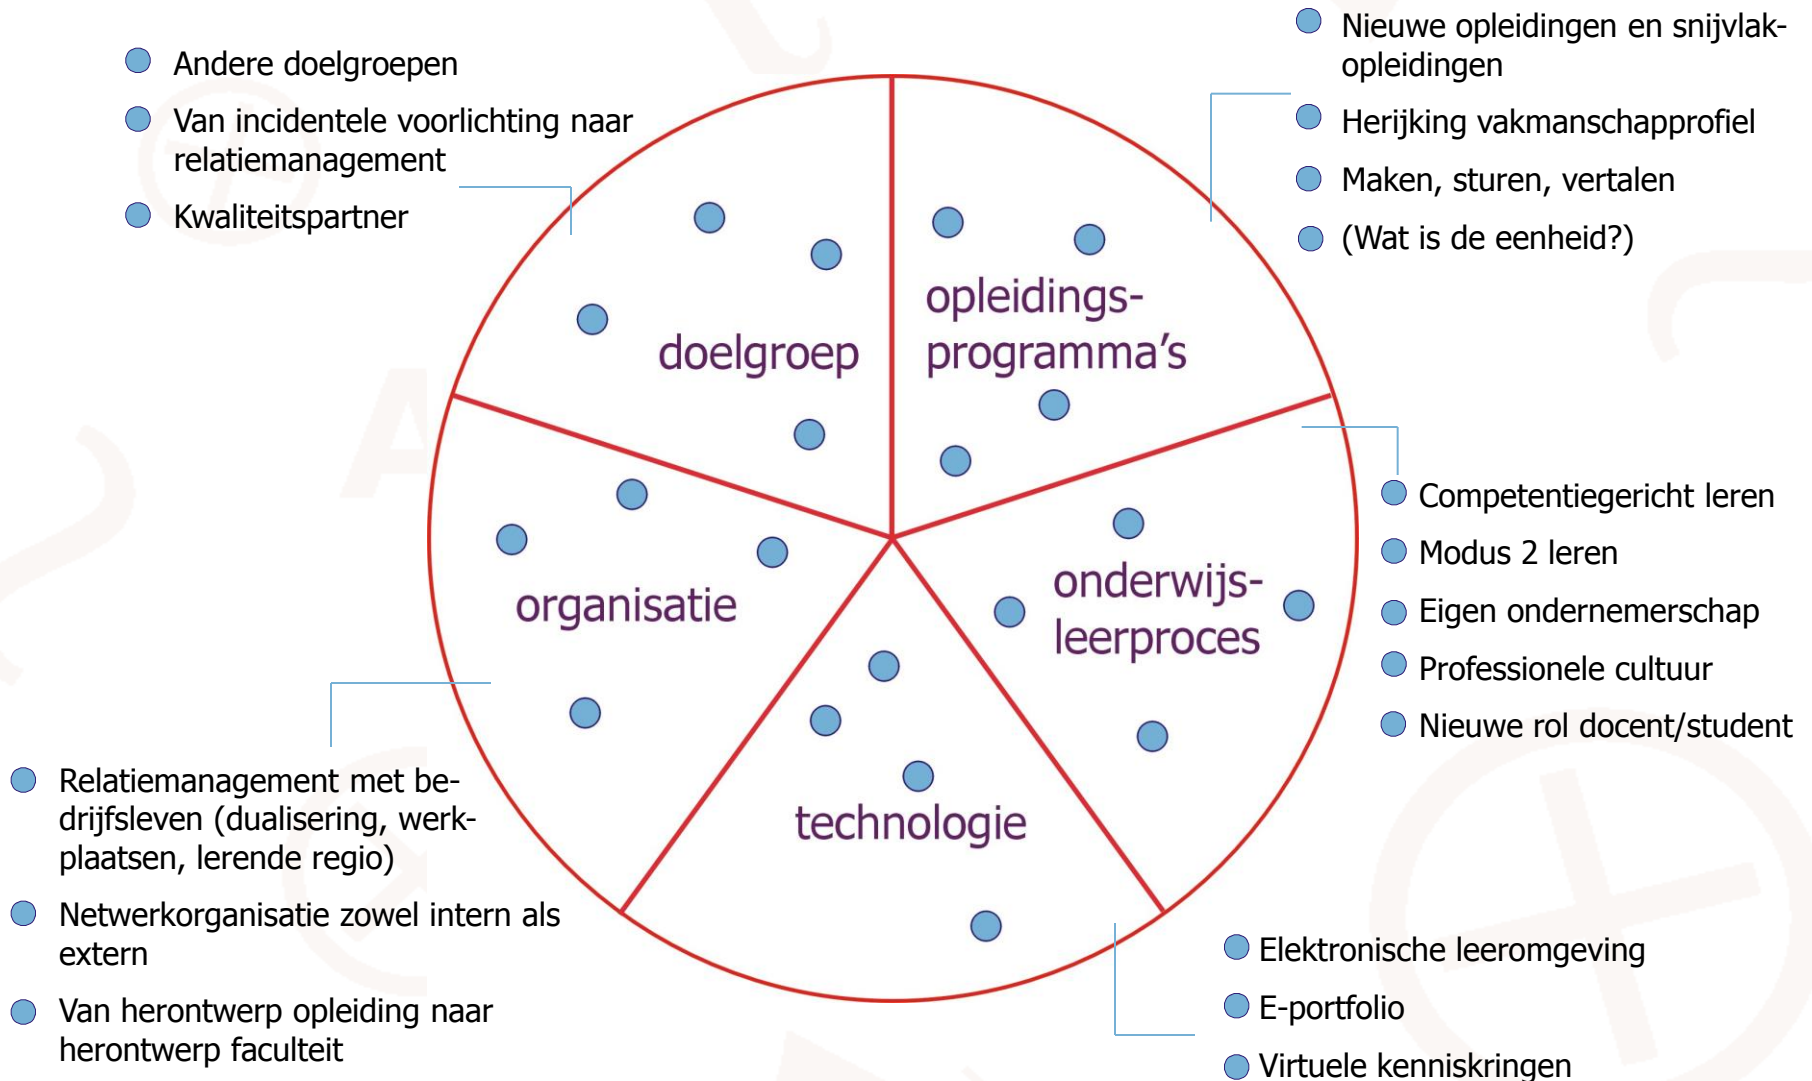 Andere doelgroepen
Van incidentele voorlichting naar
relatiemanagement
Kwaliteitspartner
Nieuwe opleidingen en snijvlak-
opleidingen
Herijking vakmanschapprofiel
Maken, sturen, vertalen
(Wat is de eenheid?)
doelgroep
opleidings-
programma's
organisatie
onderwijs-
leerproces
technologie
Competentiegericht leren
Modus 2 leren
Eigen ondernemerschap
Professionele cultuur
Nieuwe rol docent/student
Relatiemanagement met be-
drijfsleven (dualisering, werk-
plaatsen, lerende regio)
Netwerkorganisatie zowel intern als
extern
Van herontwerp opleiding naar
herontwerp faculteit
Elektronische leeromgeving
E-portfolio
Virtuele kenniskringen